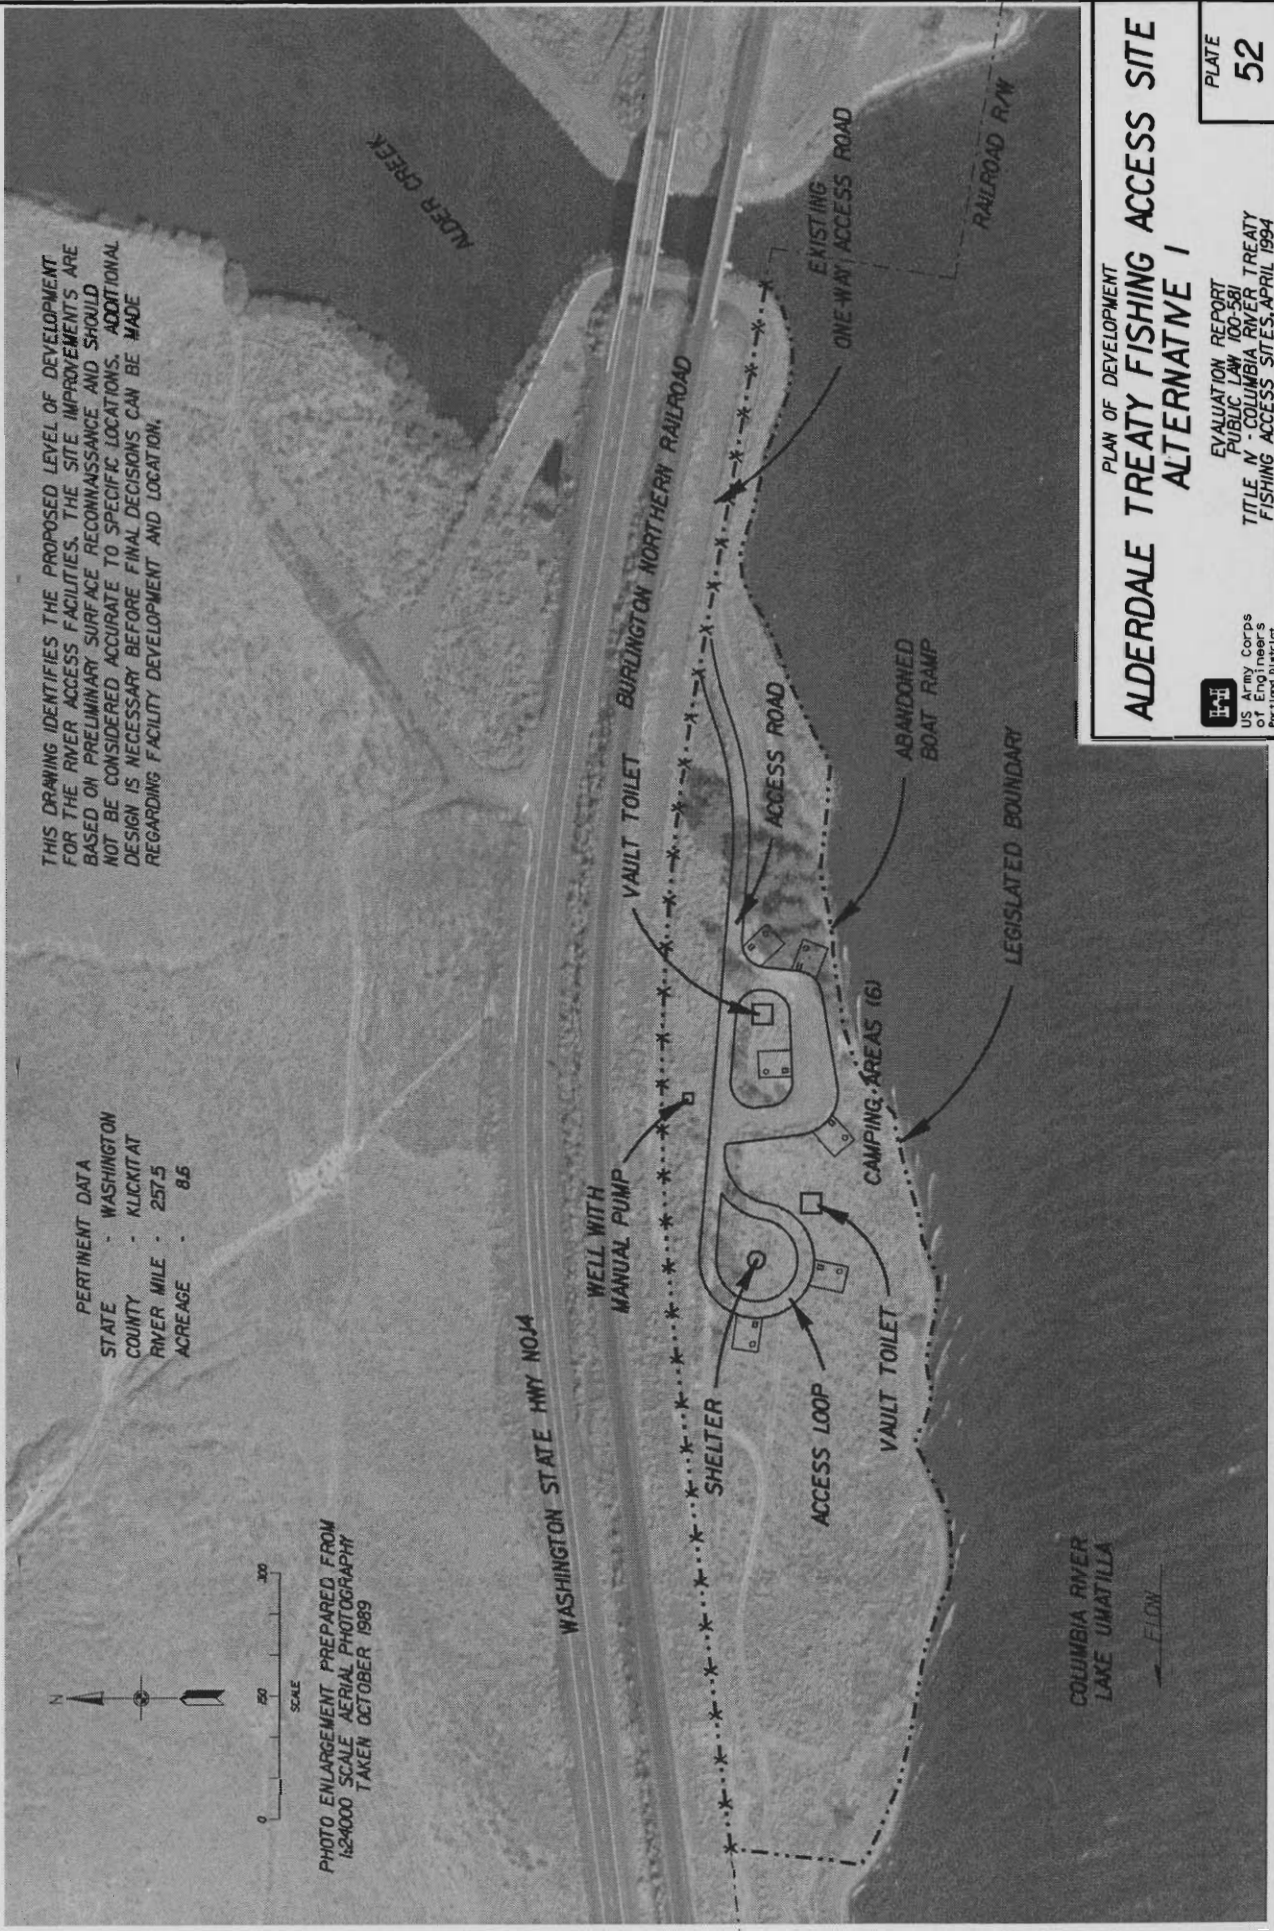 THIS DRAWING IDENTIFIES THE PROPOSED LEVEL OF DEVELOPMENT
FOR THE RIVER ACCESS FACILITIES. THE SITE IMPROVEMENTS ARE
BASED ON PRELIMINARY SURFACE RECONNAISSANCE AND SHOULD
NOT BE CONSIDERED ACCURATE TO SPECIFIC LOCATIONS. ADDITIONAL
DESIGN IS NECESSARY BEFORE FINAL DECISIONS CAN BE MADE
REGARDING FACILITY DEVELOPMENT AND LOCATION.
PERTINENT DATA
STATE - WASHINGTON
COUNTY - KLICKITAT
RIVER MILE - 257.5
ACREAGE - 8.6
N
0 150 300
SCALE
PHOTO ENLARGEMENT PREPARED FROM
1:24000 SCALE AERIAL PHOTOGRAPHY
TAKEN OCTOBER 1989
ALDER CREEK
WASHINGTON STATE HWY NO.14
BURLINGTON NORTHERN RAILROAD
WELL WITH
MANUAL PUMP
VAULT TOILET
EXISTING
ONE-WAY ACCESS ROAD
RAILROAD R/W
ACCESS ROAD
SHELTER
ACCESS LOOP
VAULT TOILET
CAMPING AREAS (6)
ABANDONED
BOAT RAMP
LEGISLATED BOUNDARY
COLUMBIA RIVER
LAKE UMATILLA
FLOW
PLAN OF DEVELOPMENT
ALDERDALE TREATY FISHING ACCESS SITE
ALTERNATIVE 1
US Army Corps
of Engineers
Portland District
EVALUATION REPORT
PUBLIC LAW 100-581
TITLE IV - COLUMBIA RIVER TREATY
FISHING ACCESS SITES, APRIL 1994
PLATE
52